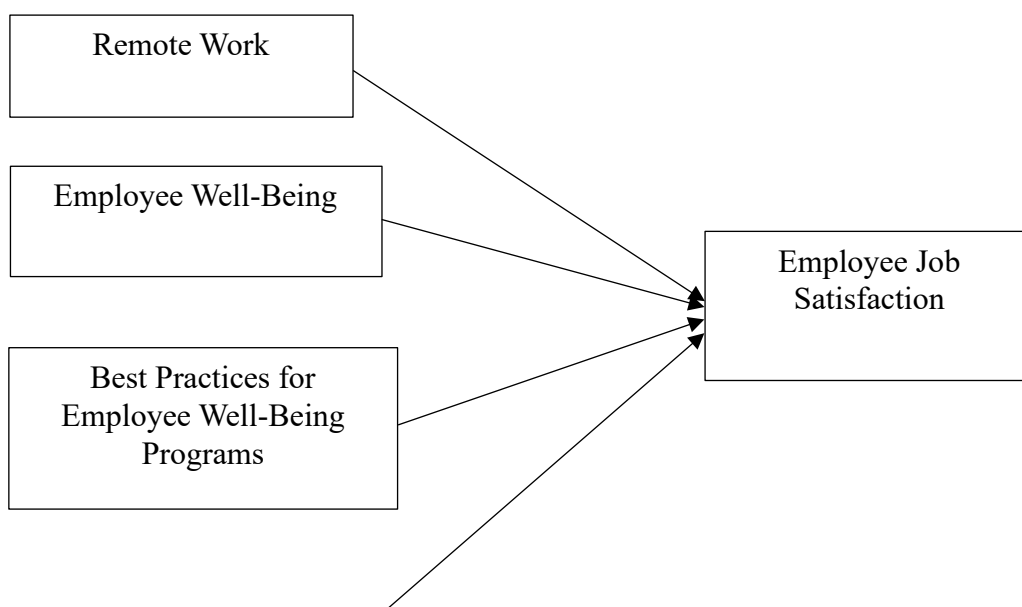 Remote Work
Employee Well-Being
Best Practices for
Employee Well-Being
Programs
Employee Job
Satisfaction